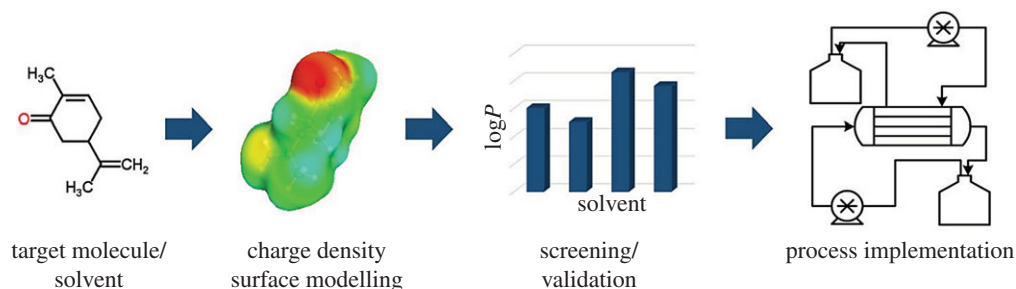 H₃C
O
CH₂
H₃C
logP
solvent
target molecule/
solvent
charge density
surface modelling
screening/
validation
process implementation